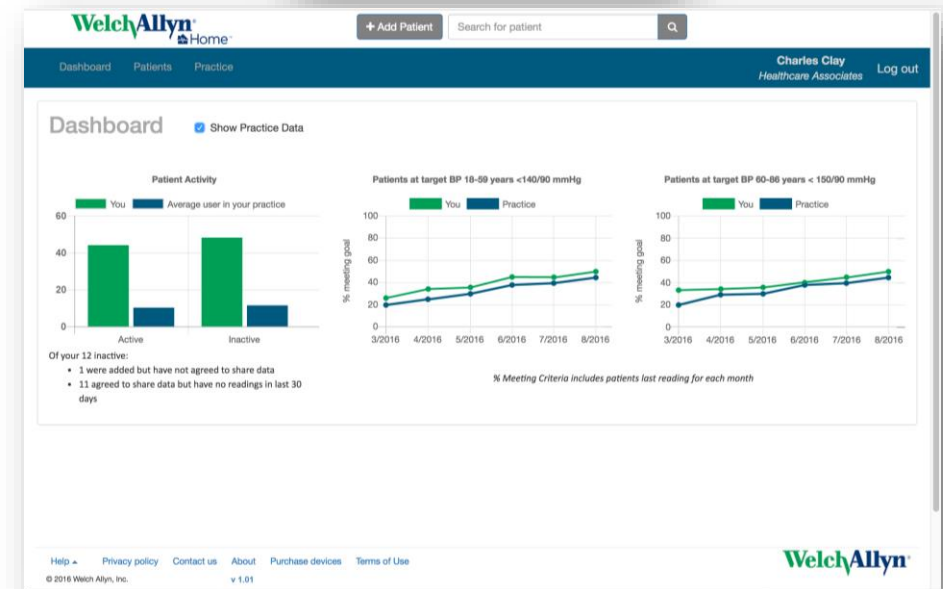 WelchAllyn®
Home™
+ Add Patient
Search for patient
Dashboard Patients Practice
Charles Clay
Healthcare Associates
Log out
Dashboard
Show Practice Data
Patient Activity
You Average user in your practice
60
40
20
0
Active Inactive
Of your 12 inactive:
• 1 were added but have not agreed to share data
• 11 agreed to share data but have no readings in last 30
days
Patients at target BP 18-59 years <140/90 mmHg
You Practice
% meeting goal
100
80
60
40
20
0
3/2016 4/2016 5/2016 6/2016 7/2016 8/2016
Patients at target BP 60-86 years < 150/90 mmHg
You Practice
% meeting goal
100
80
60
40
20
0
3/2016 4/2016 5/2016 6/2016 7/2016 8/2016
% Meeting Criteria includes patients last reading for each month
Help Privacy policy Contact us About Purchase devices Terms of Use
© 2016 Welch Allyn, Inc. v 1.01
WelchAllyn®